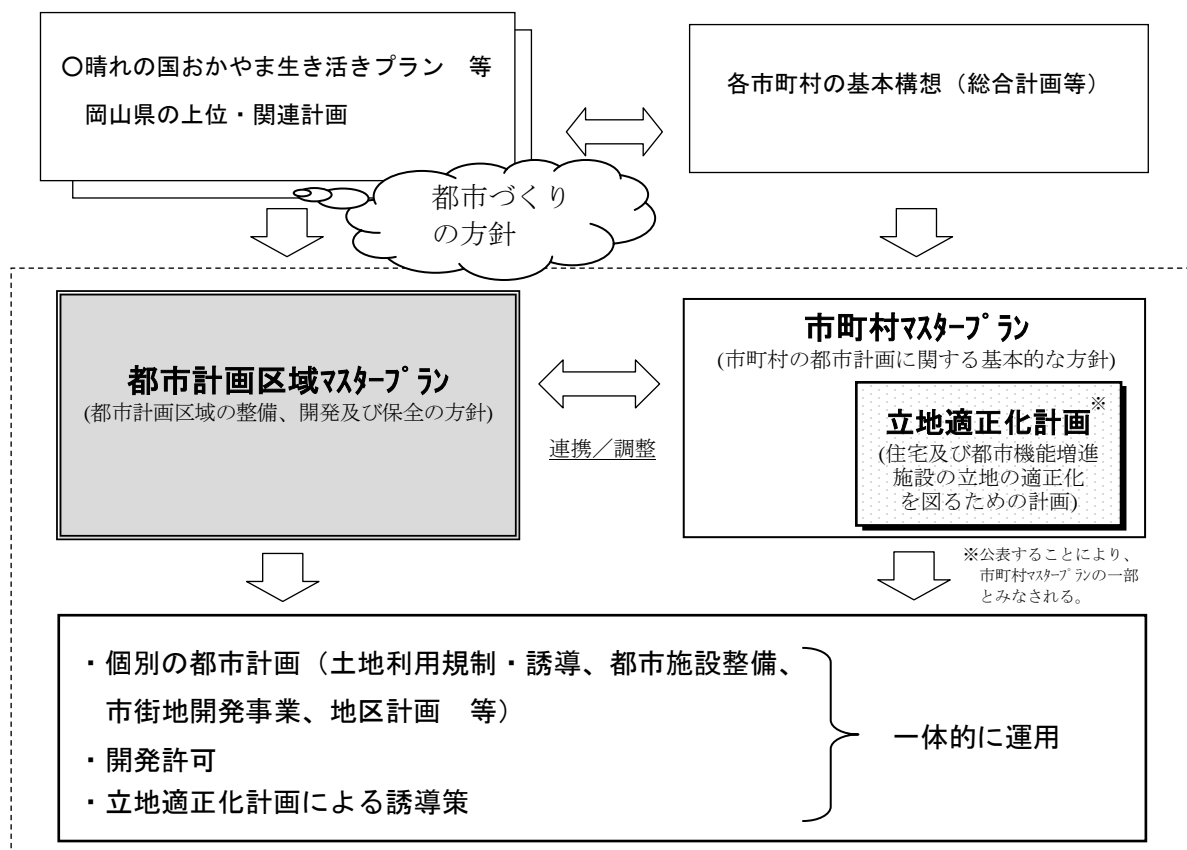 〇晴れの国おかやま生き活きプラン　等
岡山県の上位・関連計画
各市町村の基本構想（総合計画等）
都市づくり
の方針
都市計画区域ﾏｽﾀｰﾌﾟﾗﾝ
(都市計画区域の整備、開発及び保全の方針)
連携／調整
市町村ﾏｽﾀｰﾌﾟﾗﾝ
(市町村の都市計画に関する基本的な方針)
立地適正化計画※
(住宅及び都市機能増進
施設の立地の適正化
を図るための計画)
※公表することにより、
市町村ﾏｽﾀｰﾌﾟﾗﾝの一部
とみなされる。
・個別の都市計画（土地利用規制・誘導、都市施設整備、
市街地開発事業、地区計画　等）
・開発許可
・立地適正化計画による誘導策
一体的に運用